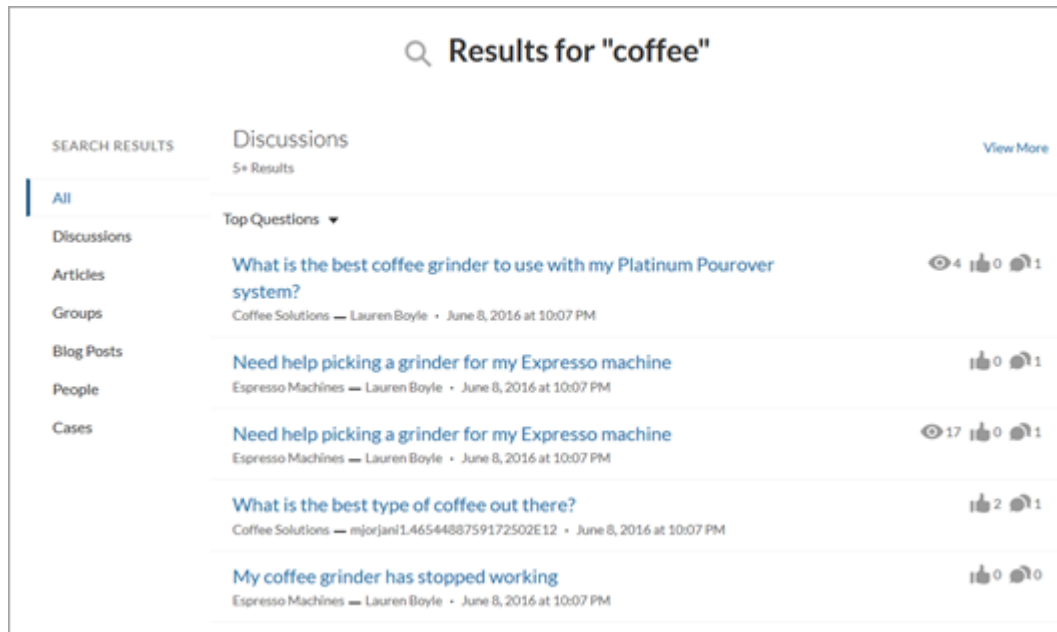 Results for "coffee"
SEARCH RESULTS
All
Discussions
Articles
Groups
Blog Posts
People
Cases
Discussions
5+ Results
View More
Top Questions
What is the best coffee grinder to use with my Platinum Pourover
system?
4 0 1
Coffee Solutions — Lauren Boyle • June 8, 2016 at 10:07 PM
Need help picking a grinder for my Expresso machine
0 1
Espresso Machines — Lauren Boyle • June 8, 2016 at 10:07 PM
Need help picking a grinder for my Expresso machine
17 0 1
Espresso Machines — Lauren Boyle • June 8, 2016 at 10:07 PM
What is the best type of coffee out there?
2 1
Coffee Solutions — mjorjani1.4654488759172502E12 • June 8, 2016 at 10:07 PM
My coffee grinder has stopped working
0 0
Espresso Machines — Lauren Boyle • June 8, 2016 at 10:07 PM